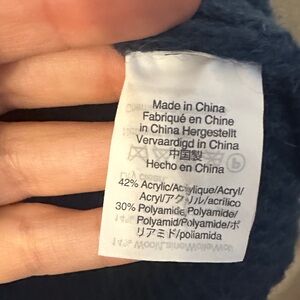 Made in China
Fabriqué en Chine
in China Hergestellt
Vervaardigd in China
中国製
Hecho en China
42% Acrylic/Acrylique/Acryl/
Acryl/アクリル/acrílico
30% Polyamide/Polyamide/
Polyamid/Polyamide/ポ
リアミド/poliamida